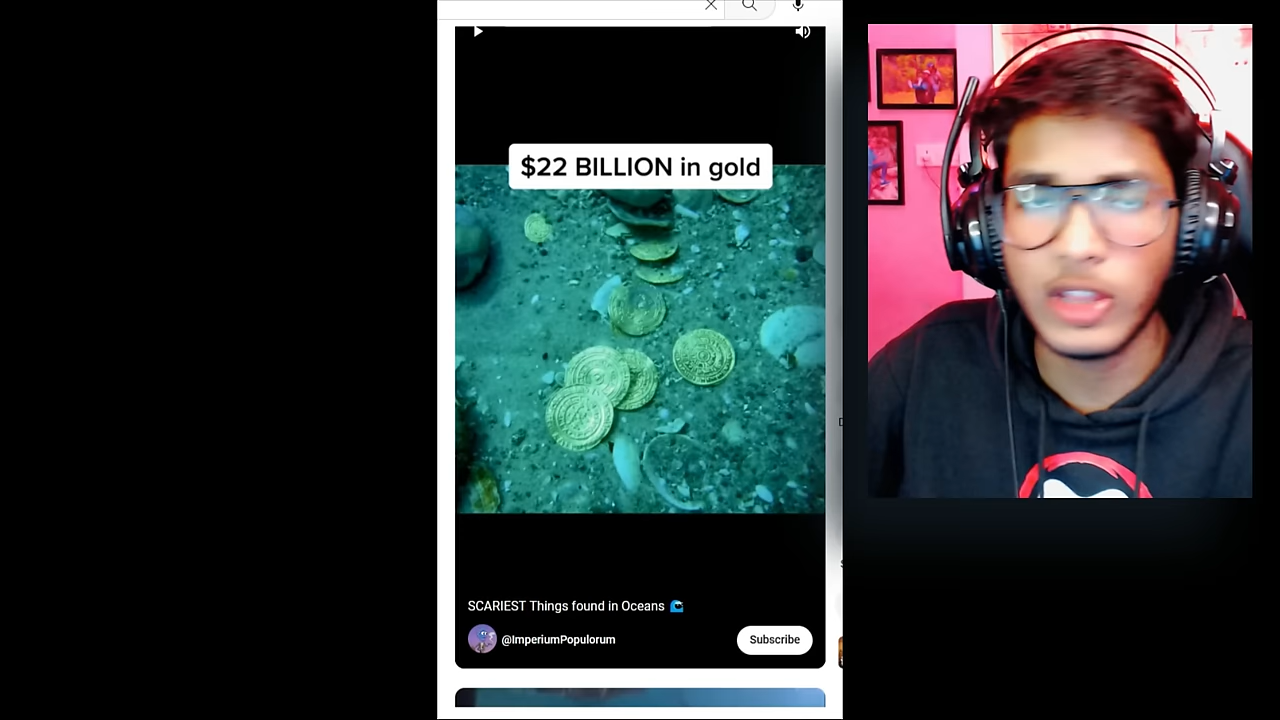 $22 BILLION in gold
SCARIEST Things found in Oceans
@ImperiumPopulorum
Subscribe